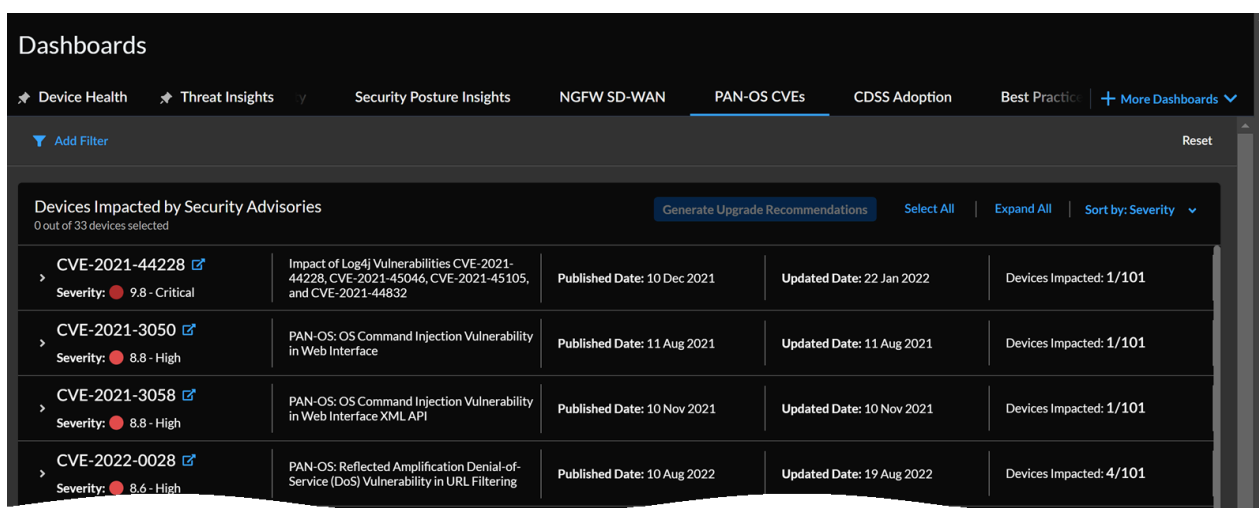 Dashboards
Device Health Threat Insights Security Posture Insights NGFW SD-WAN PAN-OS CVEs CDSS Adoption Best Practic More Dashboards
Add Filter Reset
Devices Impacted by Security Advisories
0 out of 33 devices selected
Generate Upgrade Recommendations Select All Expand All Sort by: Severity
CVE-2021-44228
Severity: 9.8 - Critical
Impact of Log4j Vulnerabilities CVE-2021-
44228, CVE-2021-45046, CVE-2021-45105,
and CVE-2021-44832
Published Date: 10 Dec 2021
Updated Date: 22 Jan 2022
Devices Impacted: 1/101
CVE-2021-3050
Severity: 8.8 - High
PAN-OS: OS Command Injection Vulnerability
in Web Interface
Published Date: 11 Aug 2021
Updated Date: 11 Aug 2021
Devices Impacted: 1/101
CVE-2021-3058
Severity: 8.8 - High
PAN-OS: OS Command Injection Vulnerability
in Web Interface XML API
Published Date: 10 Nov 2021
Updated Date: 10 Nov 2021
Devices Impacted: 1/101
CVE-2022-0028
Severity: 8.6 - High
PAN-OS: Reflected Amplification Denial-of-
Service (DoS) Vulnerability in URL Filtering
Published Date: 10 Aug 2022
Updated Date: 19 Aug 2022
Devices Impacted: 4/101